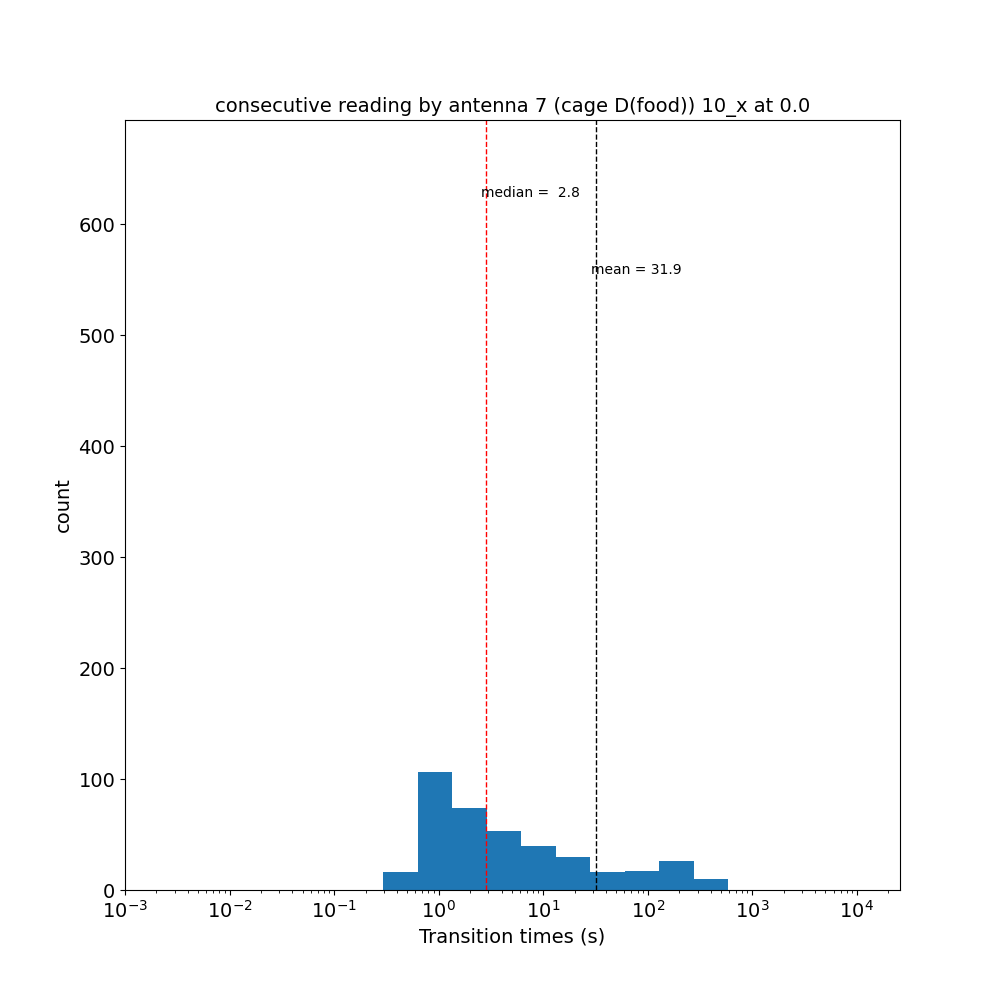 consecutive reading by antenna 7 (cage D(food)) 10_x at 0.0
median =  2.8
600
mean = 31.9
500
400
count
300
200
100
0
10⁻³ 10⁻² 10⁻¹ 10⁰ 10¹ 10² 10³ 10⁴
Transition times (s)